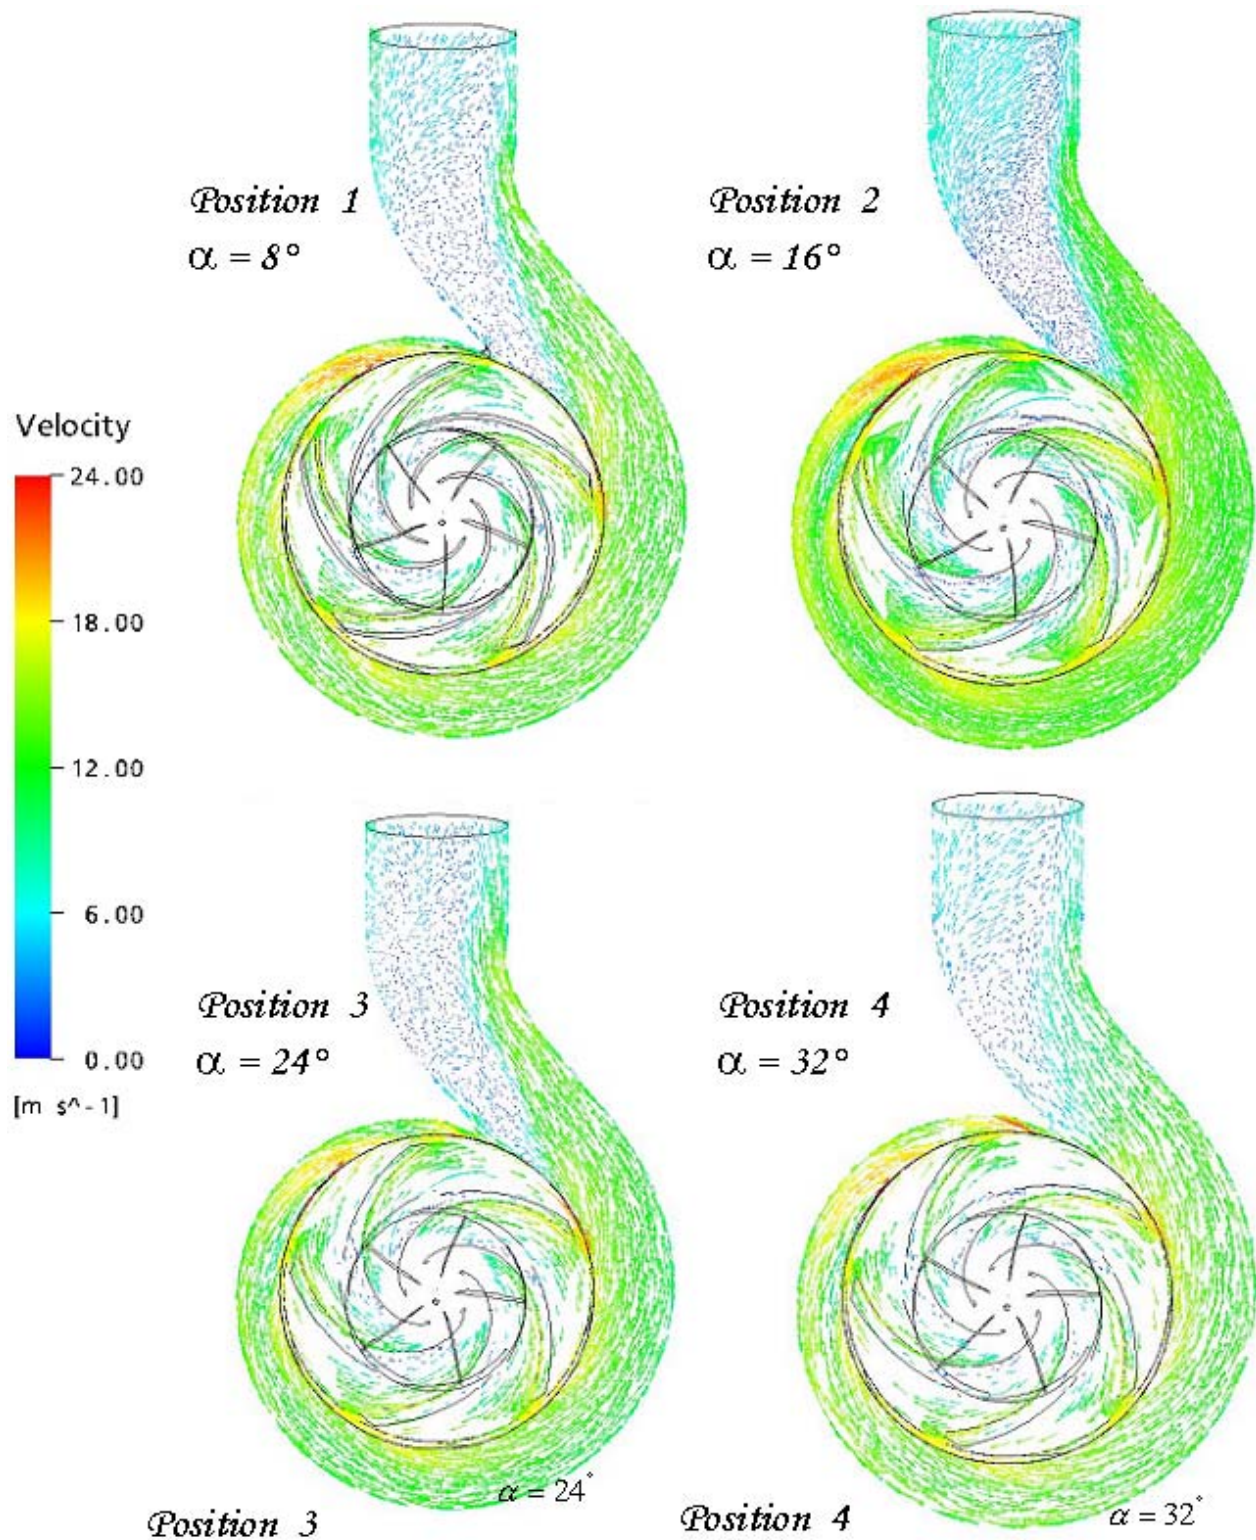 Position 1
α = 8°
Position 2
α = 16°
Velocity
24.00
18.00
12.00
6.00
0.00
[m s^-1]
Position 3
α = 24°
Position 4
α = 32°
α = 24°
Position 3
α = 32°
Position 4